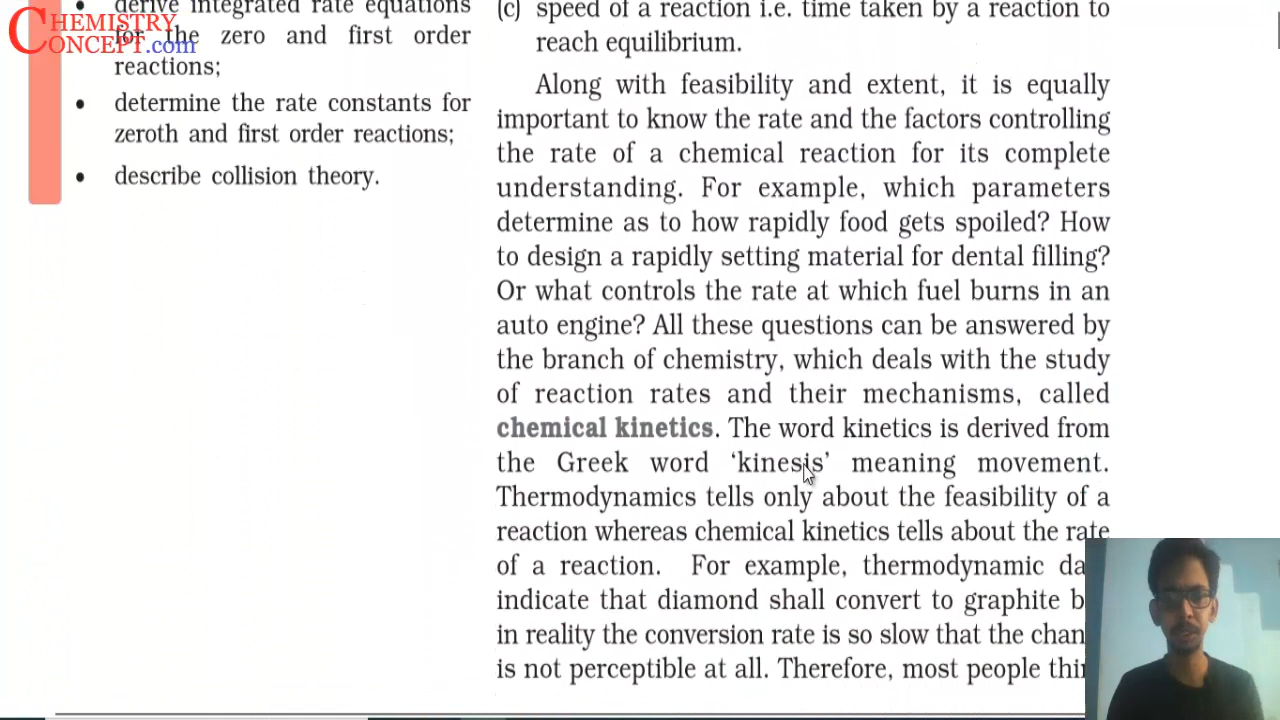 CHEMISTRY
CONCEPT.com
• derive integrated rate equations
for the zero and first order
reactions;
• determine the rate constants for
zeroth and first order reactions;
• describe collision theory.
(c) speed of a reaction i.e. time taken by a reaction to
reach equilibrium.
Along with feasibility and extent, it is equally
important to know the rate and the factors controlling
the rate of a chemical reaction for its complete
understanding. For example, which parameters
determine as to how rapidly food gets spoiled? How
to design a rapidly setting material for dental filling?
Or what controls the rate at which fuel burns in an
auto engine? All these questions can be answered by
the branch of chemistry, which deals with the study
of reaction rates and their mechanisms, called
chemical kinetics. The word kinetics is derived from
the Greek word ‘kinesis’ meaning movement.
Thermodynamics tells only about the feasibility of a
reaction whereas chemical kinetics tells about the rate
of a reaction. For example, thermodynamic da
indicate that diamond shall convert to graphite b
in reality the conversion rate is so slow that the chan
is not perceptible at all. Therefore, most people thi